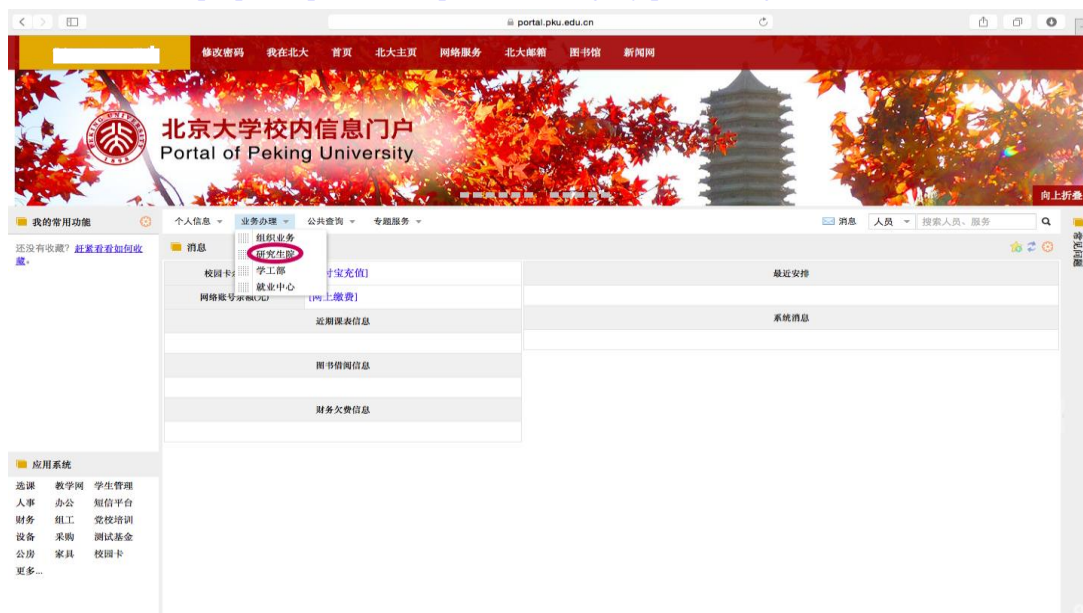 portal.pku.edu.cn
修改密码 我在北大 首页 北大主页 网络服务 北大邮箱 图书馆 新闻网
北京大学校内信息门户
Portal of Peking University
PEKING UNIVERSITY
1898
向上折叠
我的常用功能
个人信息 业务办理 公共查询 专题服务
消息 人员 搜索人员、服务
常见问题
还没有收藏? 赶紧看看如何收藏。
组织业务
研究生院
学工部
就业中心
消息
校园卡 付宝充值]
最近安排
网络账号余额(元) [网上缴费]
近期课表信息
系统消息
图书借阅信息
财务欠费信息
应用系统
选课 教学网 学生管理
人事 办公 短信平台
财务 组工 党校培训
设备 采购 测试基金
公房 家具 校园卡
更多...